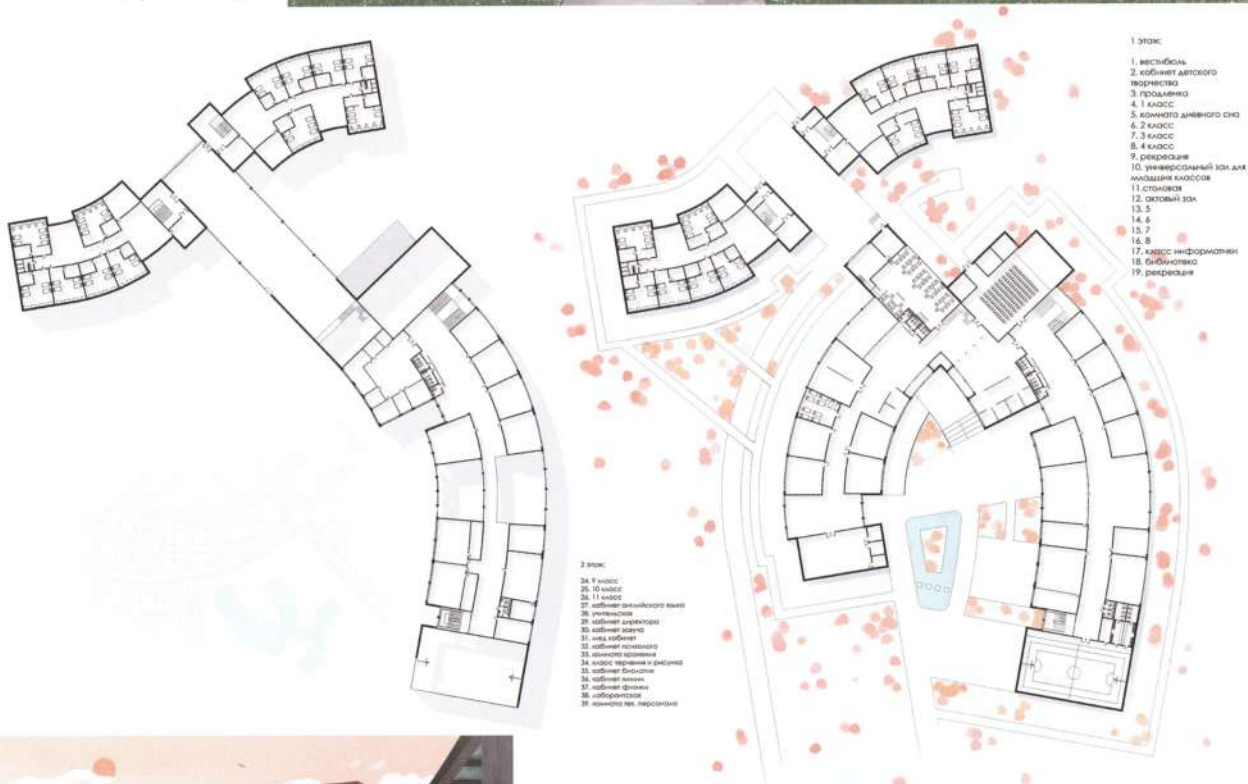 1 этаж:
1. вестибюль
2. кабинет детского
творчества
3. продленка
4. 1 класс
5. комната дневного сна
6. 2 класс
7. 3 класс
8. 4 класс
9. рекреация
10. универсальный зал для
младших классов
11. столовая
12. актовый зал
13. 5
14. 6
15. 7
16. 8
17. класс информатики
18. библиотека
19. рекреация
2 этаж:
24. 9 класс
25. 10 класс
26. 11 класс
27. кабинет английского языка
28. учительская
29. кабинет директора
30. кабинет завуча
31. мед кабинет
32. кабинет психолога
33. комната хранения
34. класс черчения и рисунка
35. кабинет биологии
36. кабинет химии
37. кабинет физики
38. лаборантская
39. комната тех. персонала